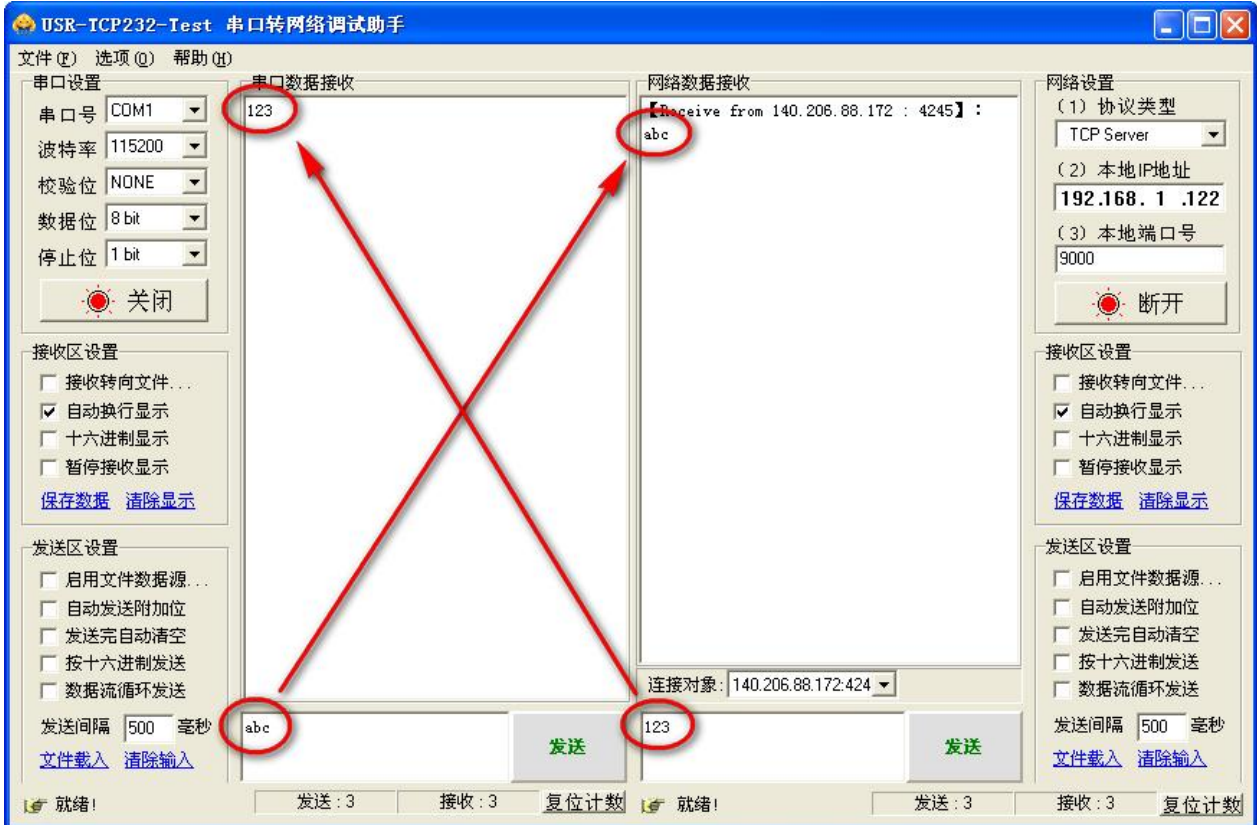 USR-TCP232-Test 串口转网络调试助手
文件(F) 选项(O) 帮助(H)
串口设置
串口号 COM1
波特率 115200
校验位 NONE
数据位 8 bit
停止位 1 bit
关闭
接收区设置
接收转向文件...
自动换行显示
十六进制显示
暂停接收显示
保存数据 清除显示
发送区设置
启用文件数据源...
自动发送附加位
发送完自动清空
按十六进制发送
数据流循环发送
发送间隔 500 毫秒
文件载入 清除输入
串口数据接收
123
abc
发送
网络数据接收
【Receive from 140.206.88.172 : 4245】:
abc
连接对象: 140.206.88.172:424
123
发送
网络设置
(1) 协议类型
TCP Server
(2) 本地IP地址
192.168. 1 .122
(3) 本地端口号
9000
断开
接收区设置
接收转向文件...
自动换行显示
十六进制显示
暂停接收显示
保存数据 清除显示
发送区设置
启用文件数据源...
自动发送附加位
发送完自动清空
按十六进制发送
数据流循环发送
发送间隔 500 毫秒
文件载入 清除输入
就绪! 发送:3 接收:3 复位计数
就绪! 发送:3 接收:3 复位计数